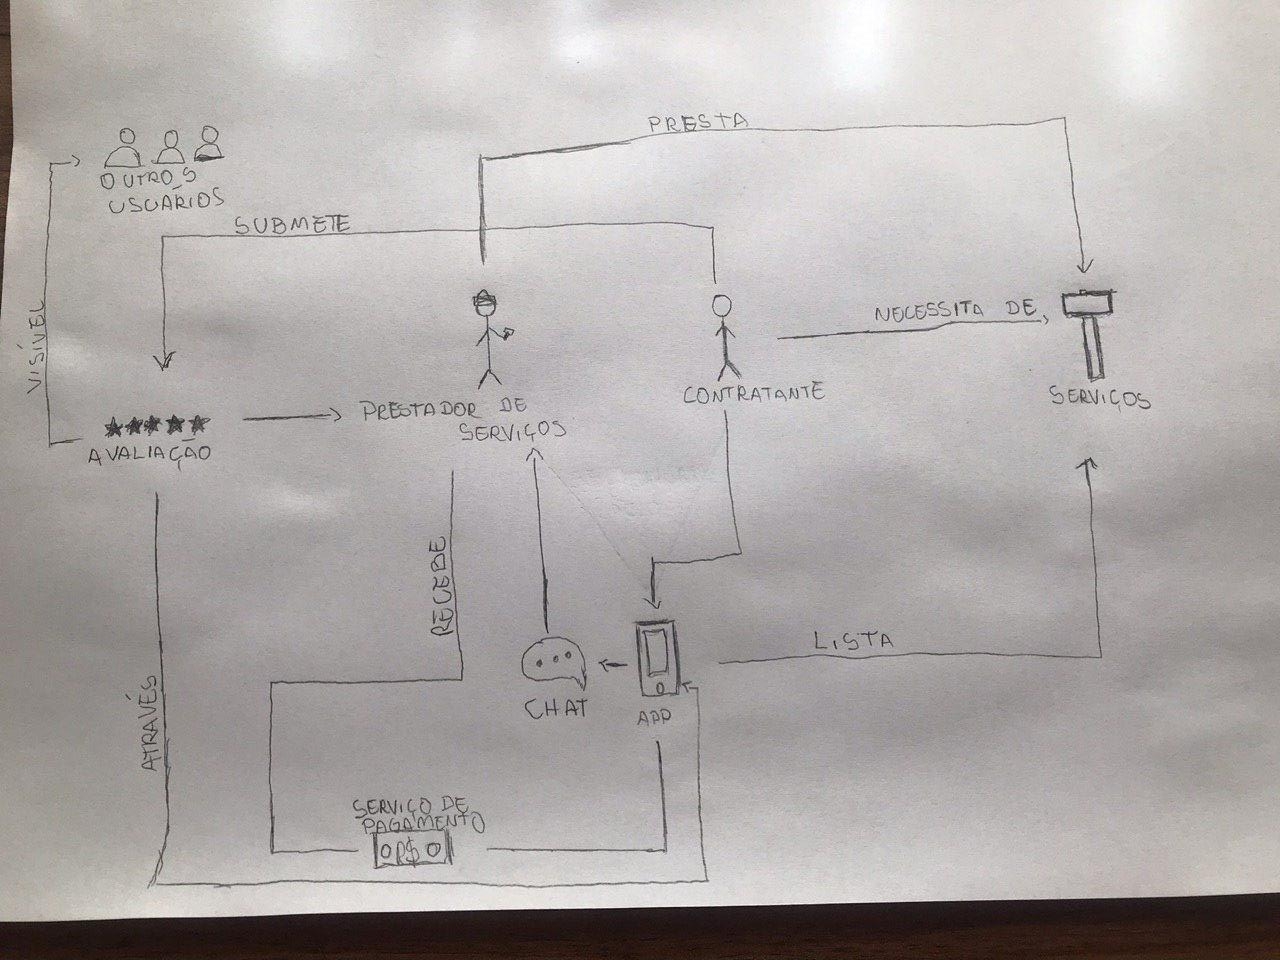 PRESTA
OUTROS
USUÁRIOS
SUBMETE
VISÍVEL
NECESSITA DE
CONTRATANTE
SERVIÇOS
PRESTADOR DE
SERVIÇOS
AVALIAÇÃO
RECEBE
LISTA
ATRAVÉS
CHAT
APP
SERVIÇO DE
PAGAMENTO
R$